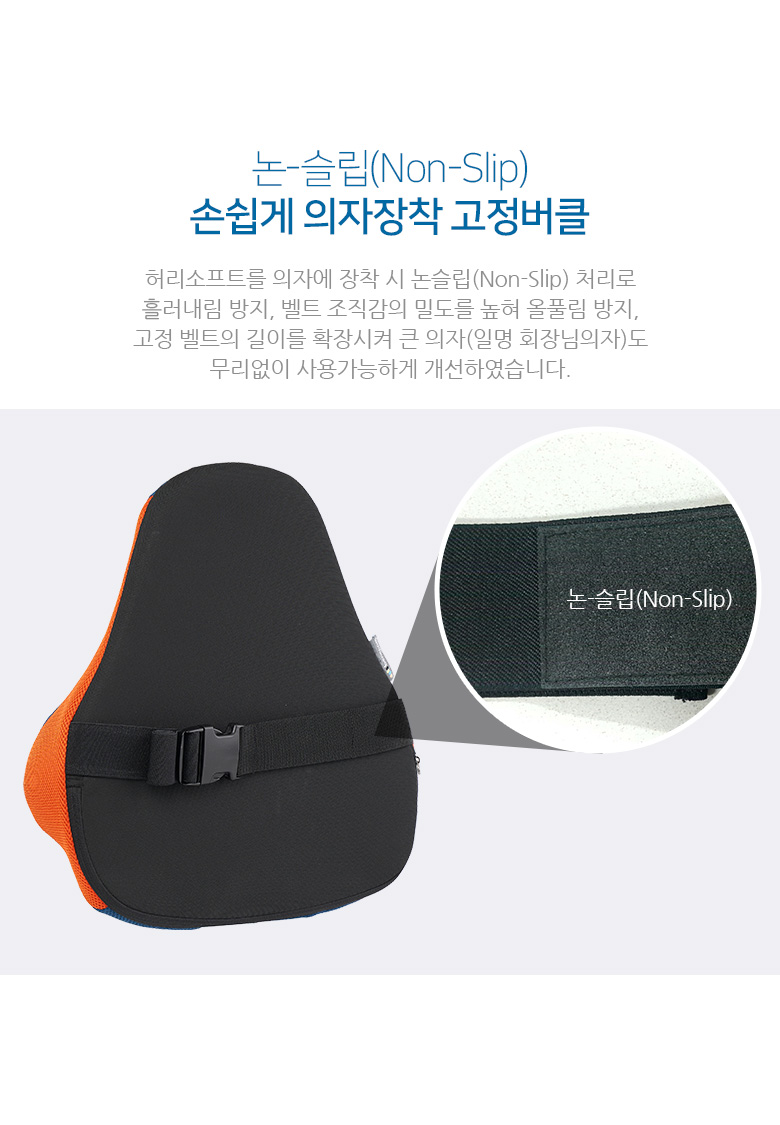 논-슬립(Non-Slip)
손쉽게 의자장착 고정버클
허리소프트를 의자에 장착 시 논슬립(Non-Slip) 처리로
흘러내림 방지, 벨트 조직감의 밀도를 높혀 올풀림 방지,
고정 벨트의 길이를 확장시켜 큰 의자(일명 회장님의자)도
무리없이 사용가능하게 개선하였습니다.
논-슬립(Non-Slip)